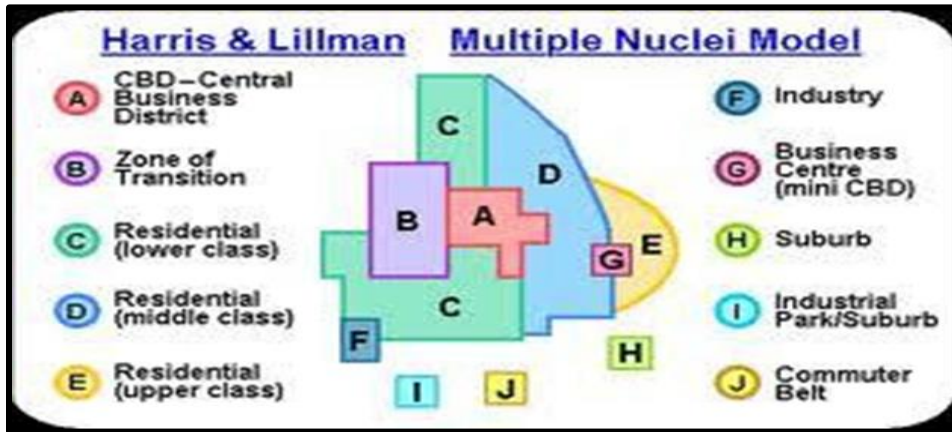 Harris & Lillman Multiple Nuclei Model
A CBD–Central
Business
District
B Zone of
Transition
C Residential
(lower class)
D Residential
(middle class)
E Residential
(upper class)
C
D
B
A
G
E
C
F
H
I
J
F Industry
G Business
Centre
(mini CBD)
H Suburb
I Industrial
Park/Suburb
J Commuter
Belt